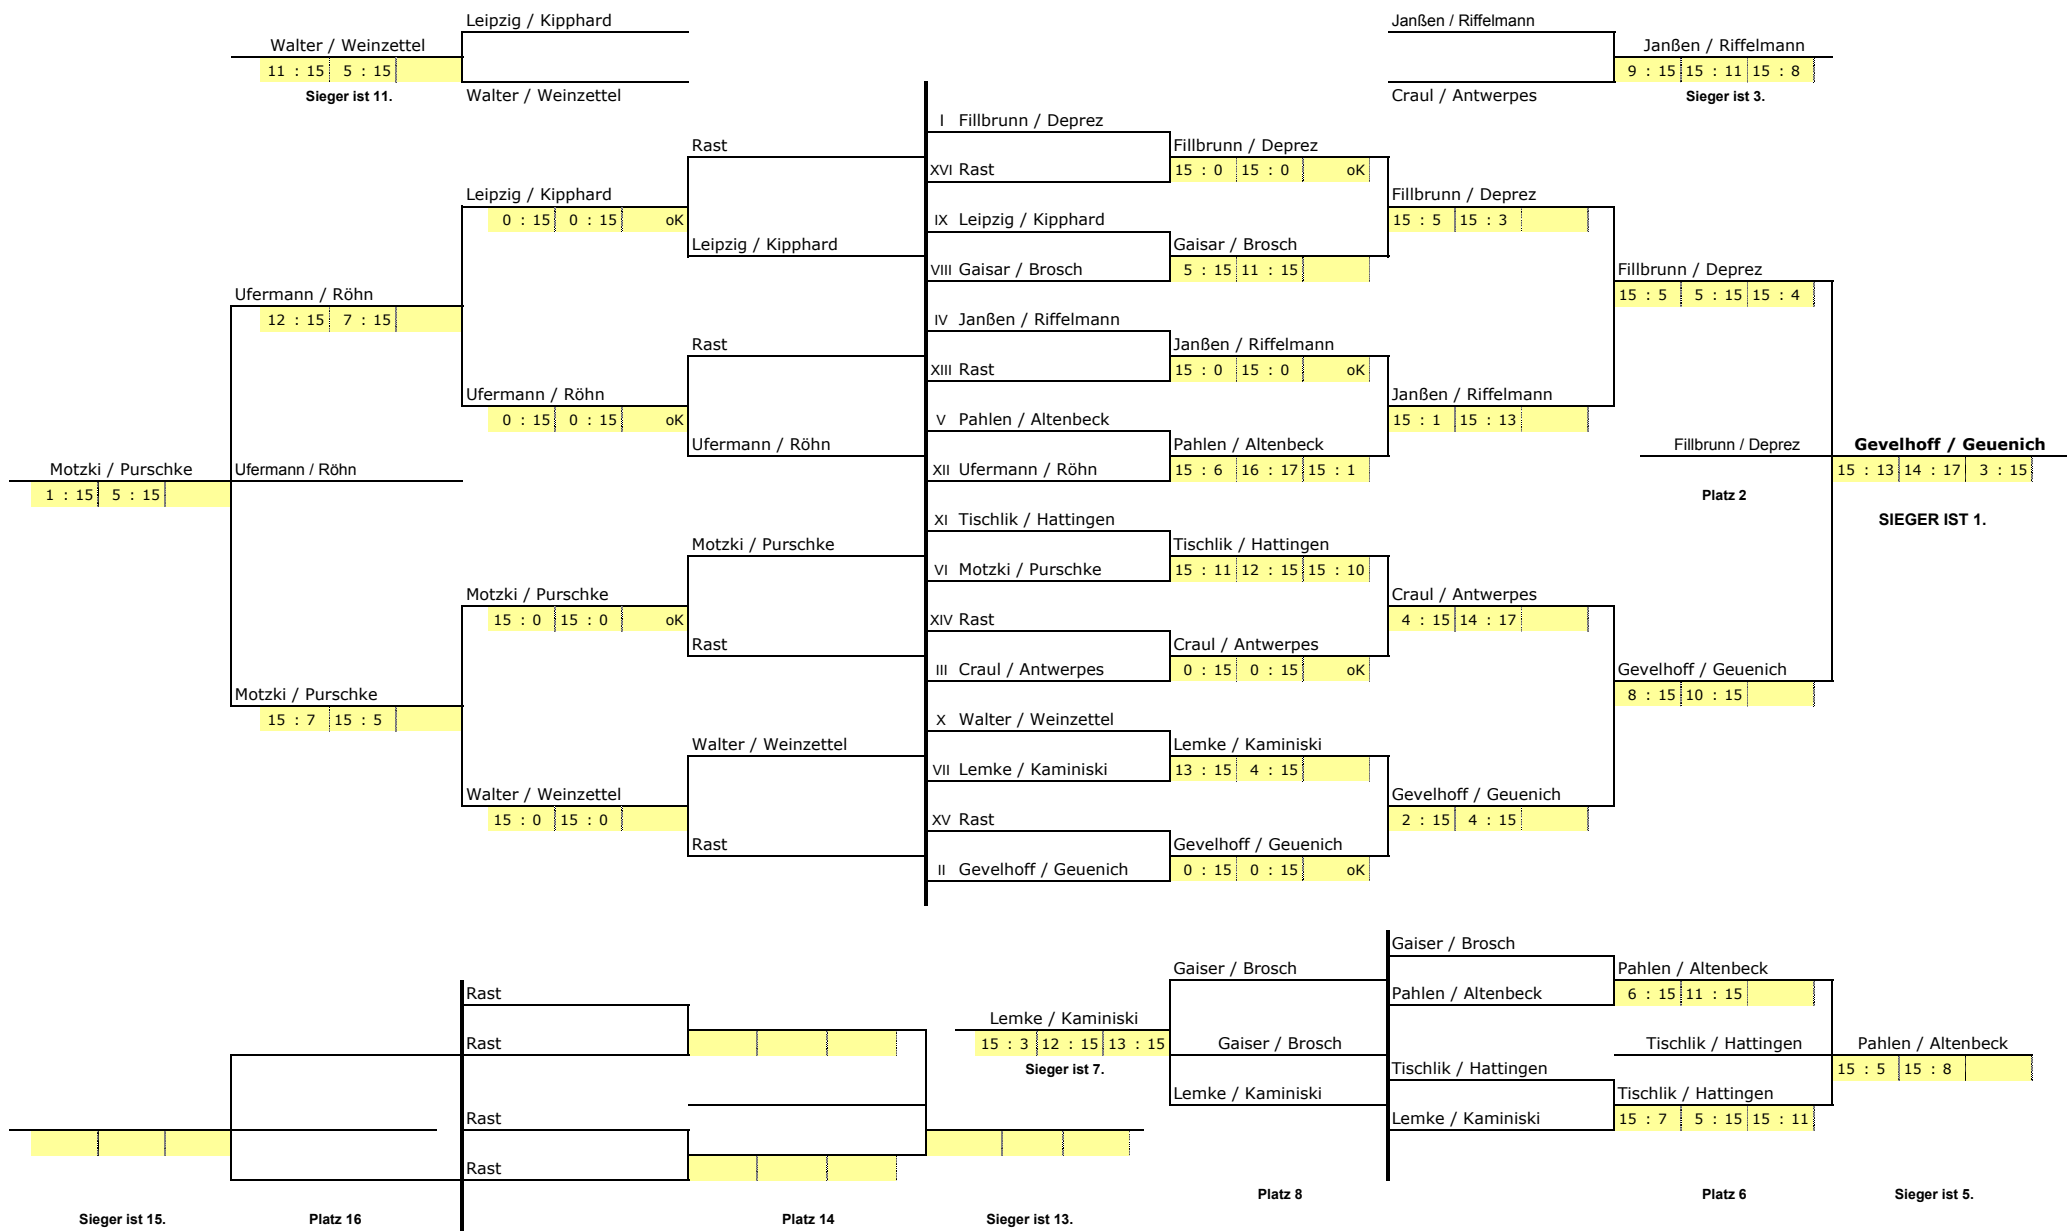 Leipzig / Kipphard
Janßen / Riffelmann
Walter / Weinzettel
Janßen / Riffelmann
11 : 15 5 : 15
9 : 15 15 : 11 15 : 8
Sieger ist 11.
Walter / Weinzettel
Craul / Antwerpes
Sieger ist 3.
I Fillbrunn / Deprez
Rast
Fillbrunn / Deprez
XVI Rast
15 : 0 15 : 0 oK
Leipzig / Kipphard
Fillbrunn / Deprez
0 : 15 0 : 15 oK
IX Leipzig / Kipphard
15 : 5 15 : 3
Leipzig / Kipphard
Gaisar / Brosch
VIII Gaisar / Brosch
5 : 15 11 : 15
Fillbrunn / Deprez
Ufermann / Röhn
15 : 5 5 : 15 15 : 4
12 : 15 7 : 15
IV Janßen / Riffelmann
Rast
Janßen / Riffelmann
XIII Rast
15 : 0 15 : 0 oK
Ufermann / Röhn
Janßen / Riffelmann
0 : 15 0 : 15 oK
V Pahlen / Altenbeck
15 : 1 15 : 13
Ufermann / Röhn
Pahlen / Altenbeck
Fillbrunn / Deprez
Gevelhoff / Geuenich
Motzki / Purschke
Ufermann / Röhn
XII Ufermann / Röhn
15 : 6 16 : 17 15 : 1
15 : 13 14 : 17 3 : 15
1 : 15 5 : 15
Platz 2
XI Tischlik / Hattingen
SIEGER IST 1.
Motzki / Purschke
Tischlik / Hattingen
VI Motzki / Purschke
15 : 11 12 : 15 15 : 10
Motzki / Purschke
Craul / Antwerpes
15 : 0 15 : 0 oK
XIV Rast
4 : 15 14 : 17
Rast
Craul / Antwerpes
III Craul / Antwerpes
0 : 15 0 : 15 oK
Gevelhoff / Geuenich
Motzki / Purschke
8 : 15 10 : 15
15 : 7 15 : 5
X Walter / Weinzettel
Walter / Weinzettel
Lemke / Kaminiski
VII Lemke / Kaminiski
13 : 15 4 : 15
Walter / Weinzettel
Gevelhoff / Geuenich
15 : 0 15 : 0
XV Rast
2 : 15 4 : 15
Rast
Gevelhoff / Geuenich
II Gevelhoff / Geuenich
0 : 15 0 : 15 oK
Gaiser / Brosch
Gaiser / Brosch
Pahlen / Altenbeck
Rast
Pahlen / Altenbeck
6 : 15 11 : 15
Lemke / Kaminiski
Rast
15 : 3 12 : 15 13 : 15
Gaiser / Brosch
Tischlik / Hattingen
Pahlen / Altenbeck
Sieger ist 7.
Tischlik / Hattingen
15 : 5 15 : 8
Lemke / Kaminiski
Tischlik / Hattingen
Rast
Lemke / Kaminiski
15 : 7 5 : 15 15 : 11
Rast
Platz 8
Platz 6
Sieger ist 5.
Sieger ist 15.
Platz 16
Platz 14
Sieger ist 13.